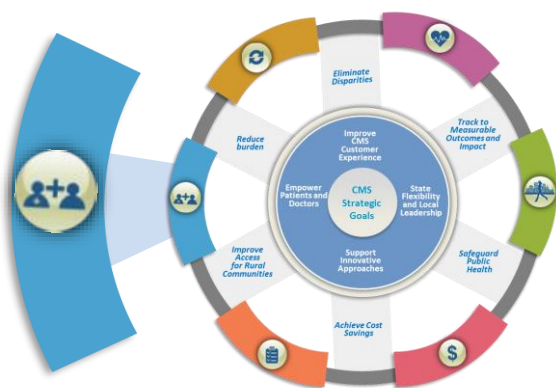 Eliminate
Disparities
Track to
Measurable
Outcomes and
Impact
Safeguard
Public
Health
Achieve Cost
Savings
Improve
Access
for Rural
Communities
Reduce
burden
Improve
CMS
Customer
Experience
State
Flexibility
and Local
Leadership
Support
Innovative
Approaches
Empower
Patients and
Doctors
CMS
Strategic
Goals
$